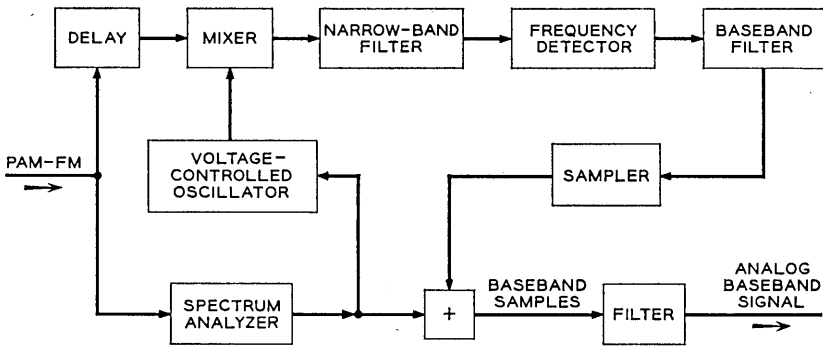 DELAY
MIXER
NARROW-BAND
FILTER
FREQUENCY
DETECTOR
BASEBAND
FILTER
PAM-FM
VOLTAGE-
CONTROLLED
OSCILLATOR
SAMPLER
SPECTRUM
ANALYZER
+
BASEBAND
SAMPLES
FILTER
ANALOG
BASEBAND
SIGNAL